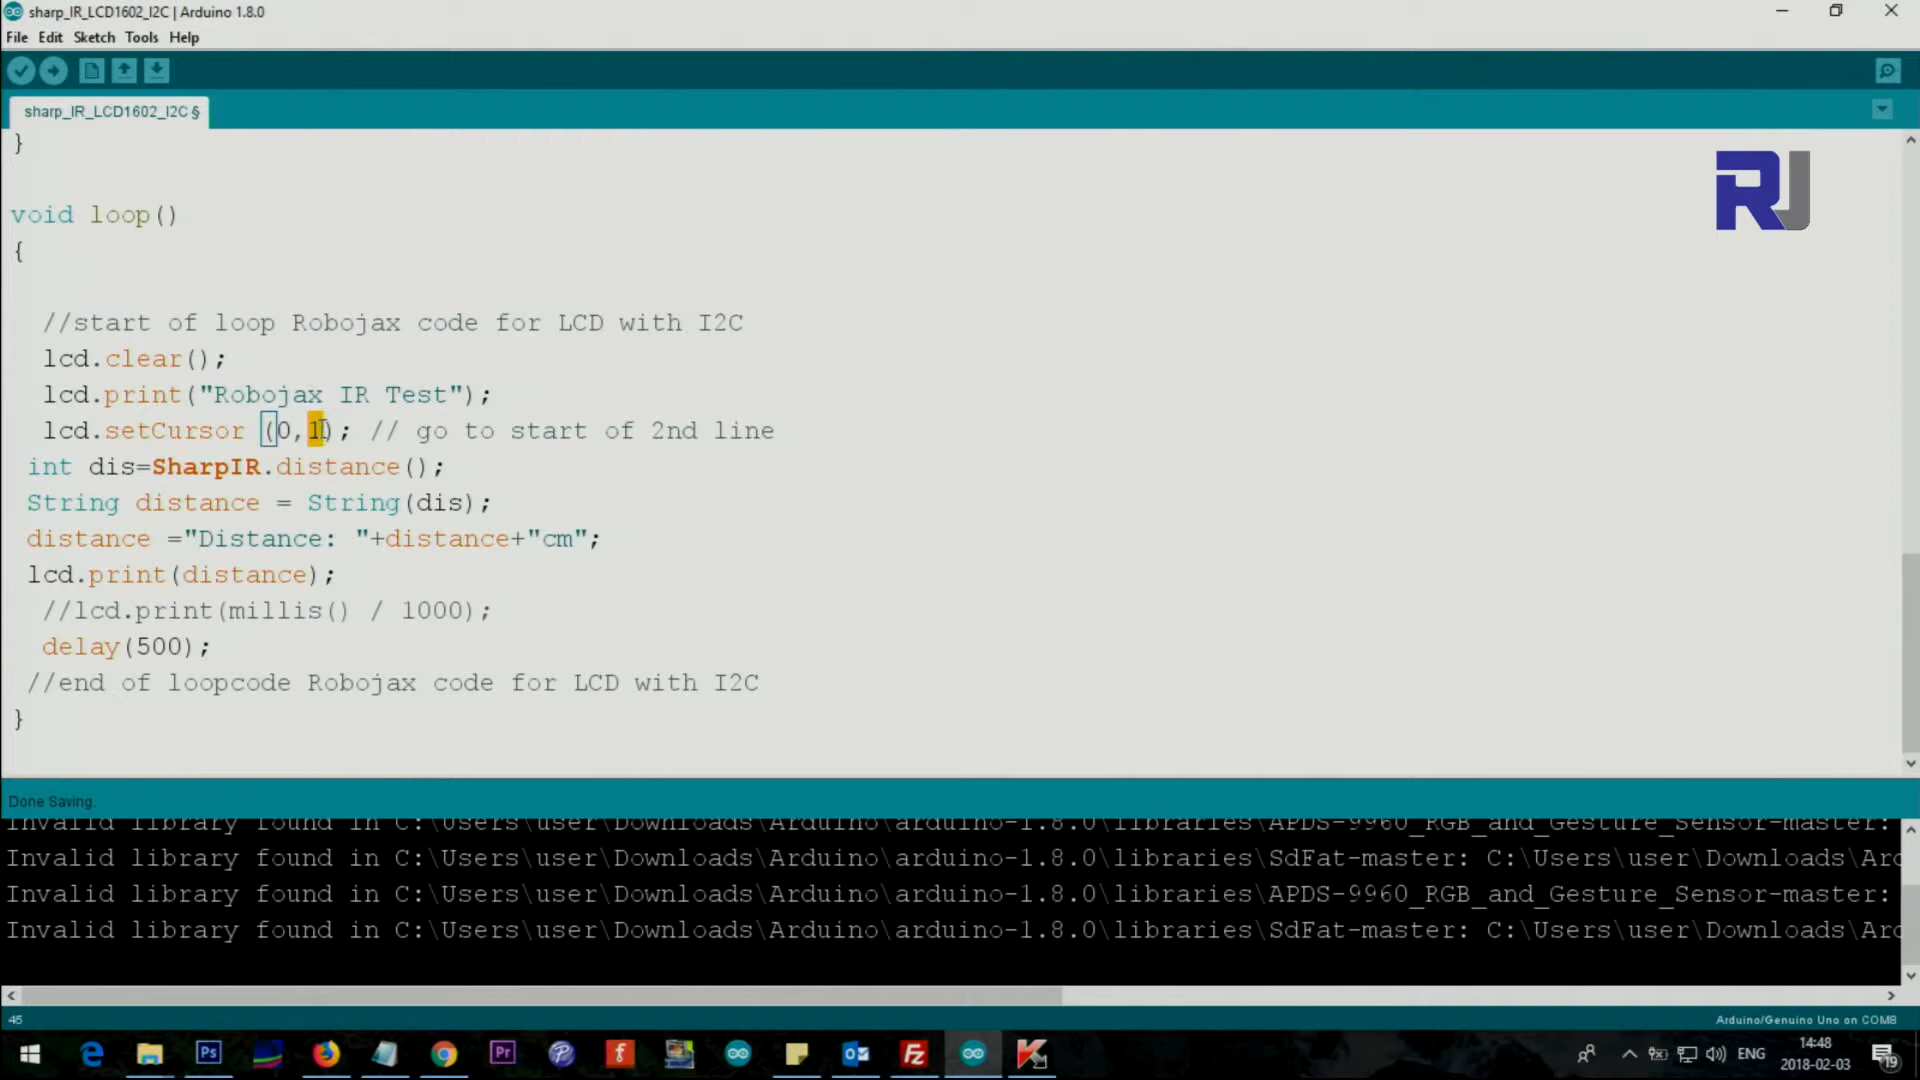 sharp_IR_LCD1602_I2C | Arduino 1.8.0
File Edit Sketch Tools Help
sharp_IR_LCD1602_I2C §
}
RJ
void loop()
{
//start of loop Robojax code for LCD with I2C
lcd.clear();
lcd.print("Robojax IR Test");
lcd.setCursor (0,1); // go to start of 2nd line
int dis=SharpIR.distance();
String distance = String(dis);
distance ="Distance: "+distance+"cm";
lcd.print(distance);
//lcd.print(millis() / 1000);
delay(500);
//end of loopcode Robojax code for LCD with I2C
}
Done Saving.
Invalid library found in C:\Users\user\Downloads\Arduino\arduino-1.8.0\libraries\APDS-9960_RGB_and_Gesture_Sensor-master:
Invalid library found in C:\Users\user\Downloads\Arduino\arduino-1.8.0\libraries\SdFat-master: C:\Users\user\Downloads\Arc
Invalid library found in C:\Users\user\Downloads\Arduino\arduino-1.8.0\libraries\APDS-9960_RGB_and_Gesture_Sensor-master:
Invalid library found in C:\Users\user\Downloads\Arduino\arduino-1.8.0\libraries\SdFat-master: C:\Users\user\Downloads\Arc
45
Arduino/Genuino Uno on COM8
Ps
Pr
Fz
ENG
14:48
2018-02-03
19